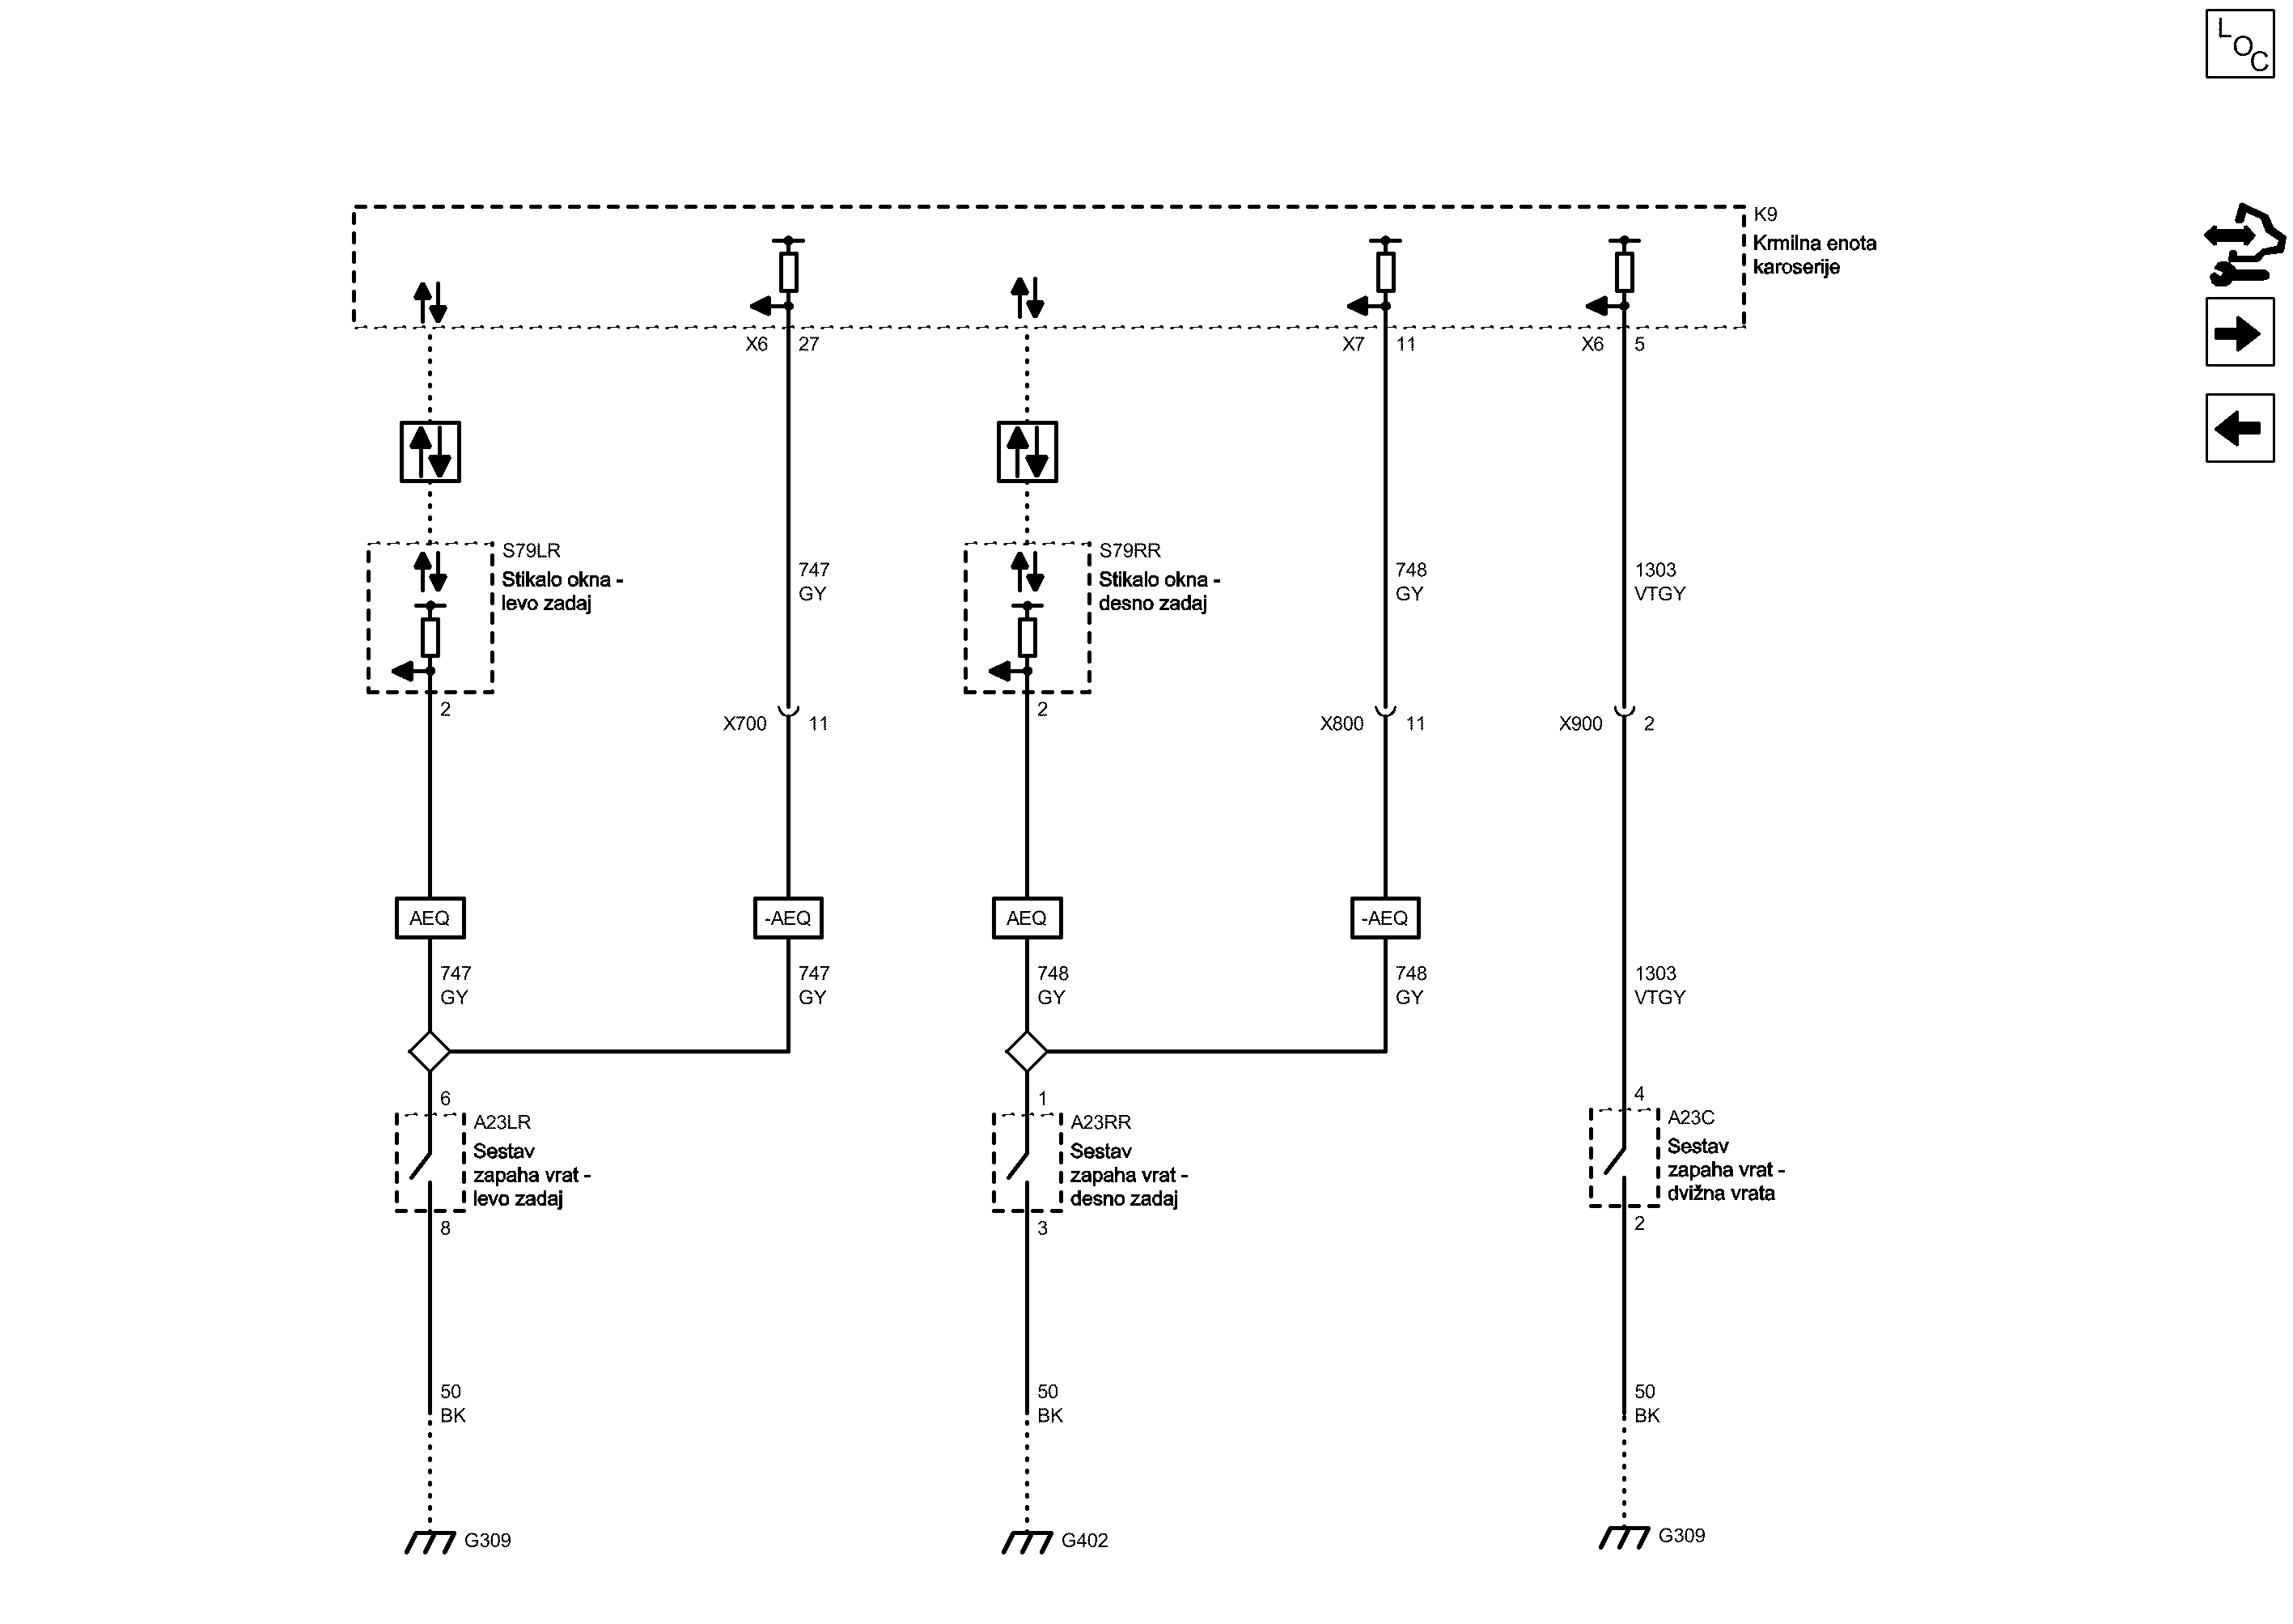 LOC
K9
Krmilna enota
karoserije
X6 27
X7 11
X6 5
S79LR
Stikalo okna -
levo zadaj
S79RR
Stikalo okna -
desno zadaj
747
GY
748
GY
1303
VTGY
2
2
X700 11
X800 11
X900 2
AEQ
-AEQ
AEQ
-AEQ
747
GY
747
GY
748
GY
748
GY
1303
VTGY
6
A23LR
Sestav
zapaha vrat -
levo zadaj
8
1
A23RR
Sestav
zapaha vrat -
desno zadaj
3
4
A23C
Sestav
zapaha vrat -
dvižna vrata
2
50
BK
50
BK
50
BK
G309
G402
G309